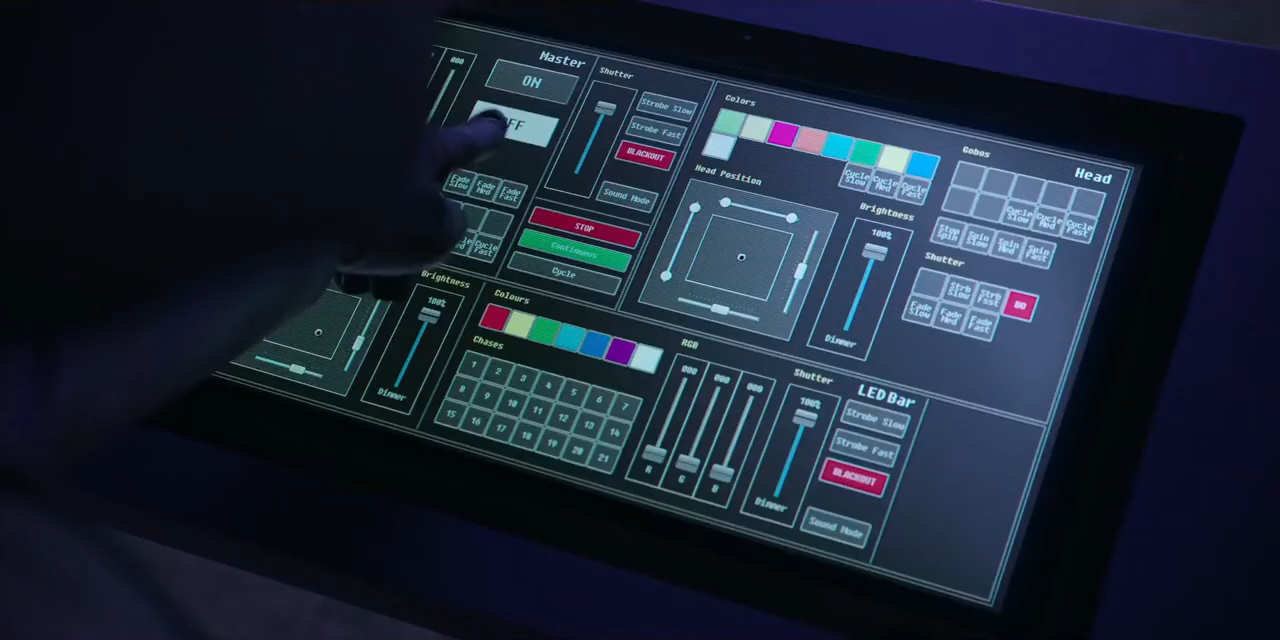 000
Master
ON
FF
Fade Slow
Fade Med
Fade Fast
Cycle Fast
Shutter
Strobe Slow
Strobe Fast
BLACKOUT
Sound Mode
STOP
Continuous
Cycle
Colors
Cycle Slow
Cycle Med
Cycle Fast
Head Position
Brightness
100%
Dimmer
Gobos
Head
Cycle Slow
Cycle Med
Cycle Fast
Stop
Spin Slow
Spin Med
Spin Fast
Shutter
Strb Slow
Strb Fsst
BO
Fade Slow
Fade Med
Fade Fast
Brightness
100%
Dimmer
Colours
Chases
1 2 3 4 5 6 7
8 9 10 11 12 13 14
15 16 17 18 19 20 21
RGB
000 000 000
R G B
Shutter
100%
Dimmer
LED Bar
Strobe Slow
Strobe Fast
BLACKOUT
Sound Mode